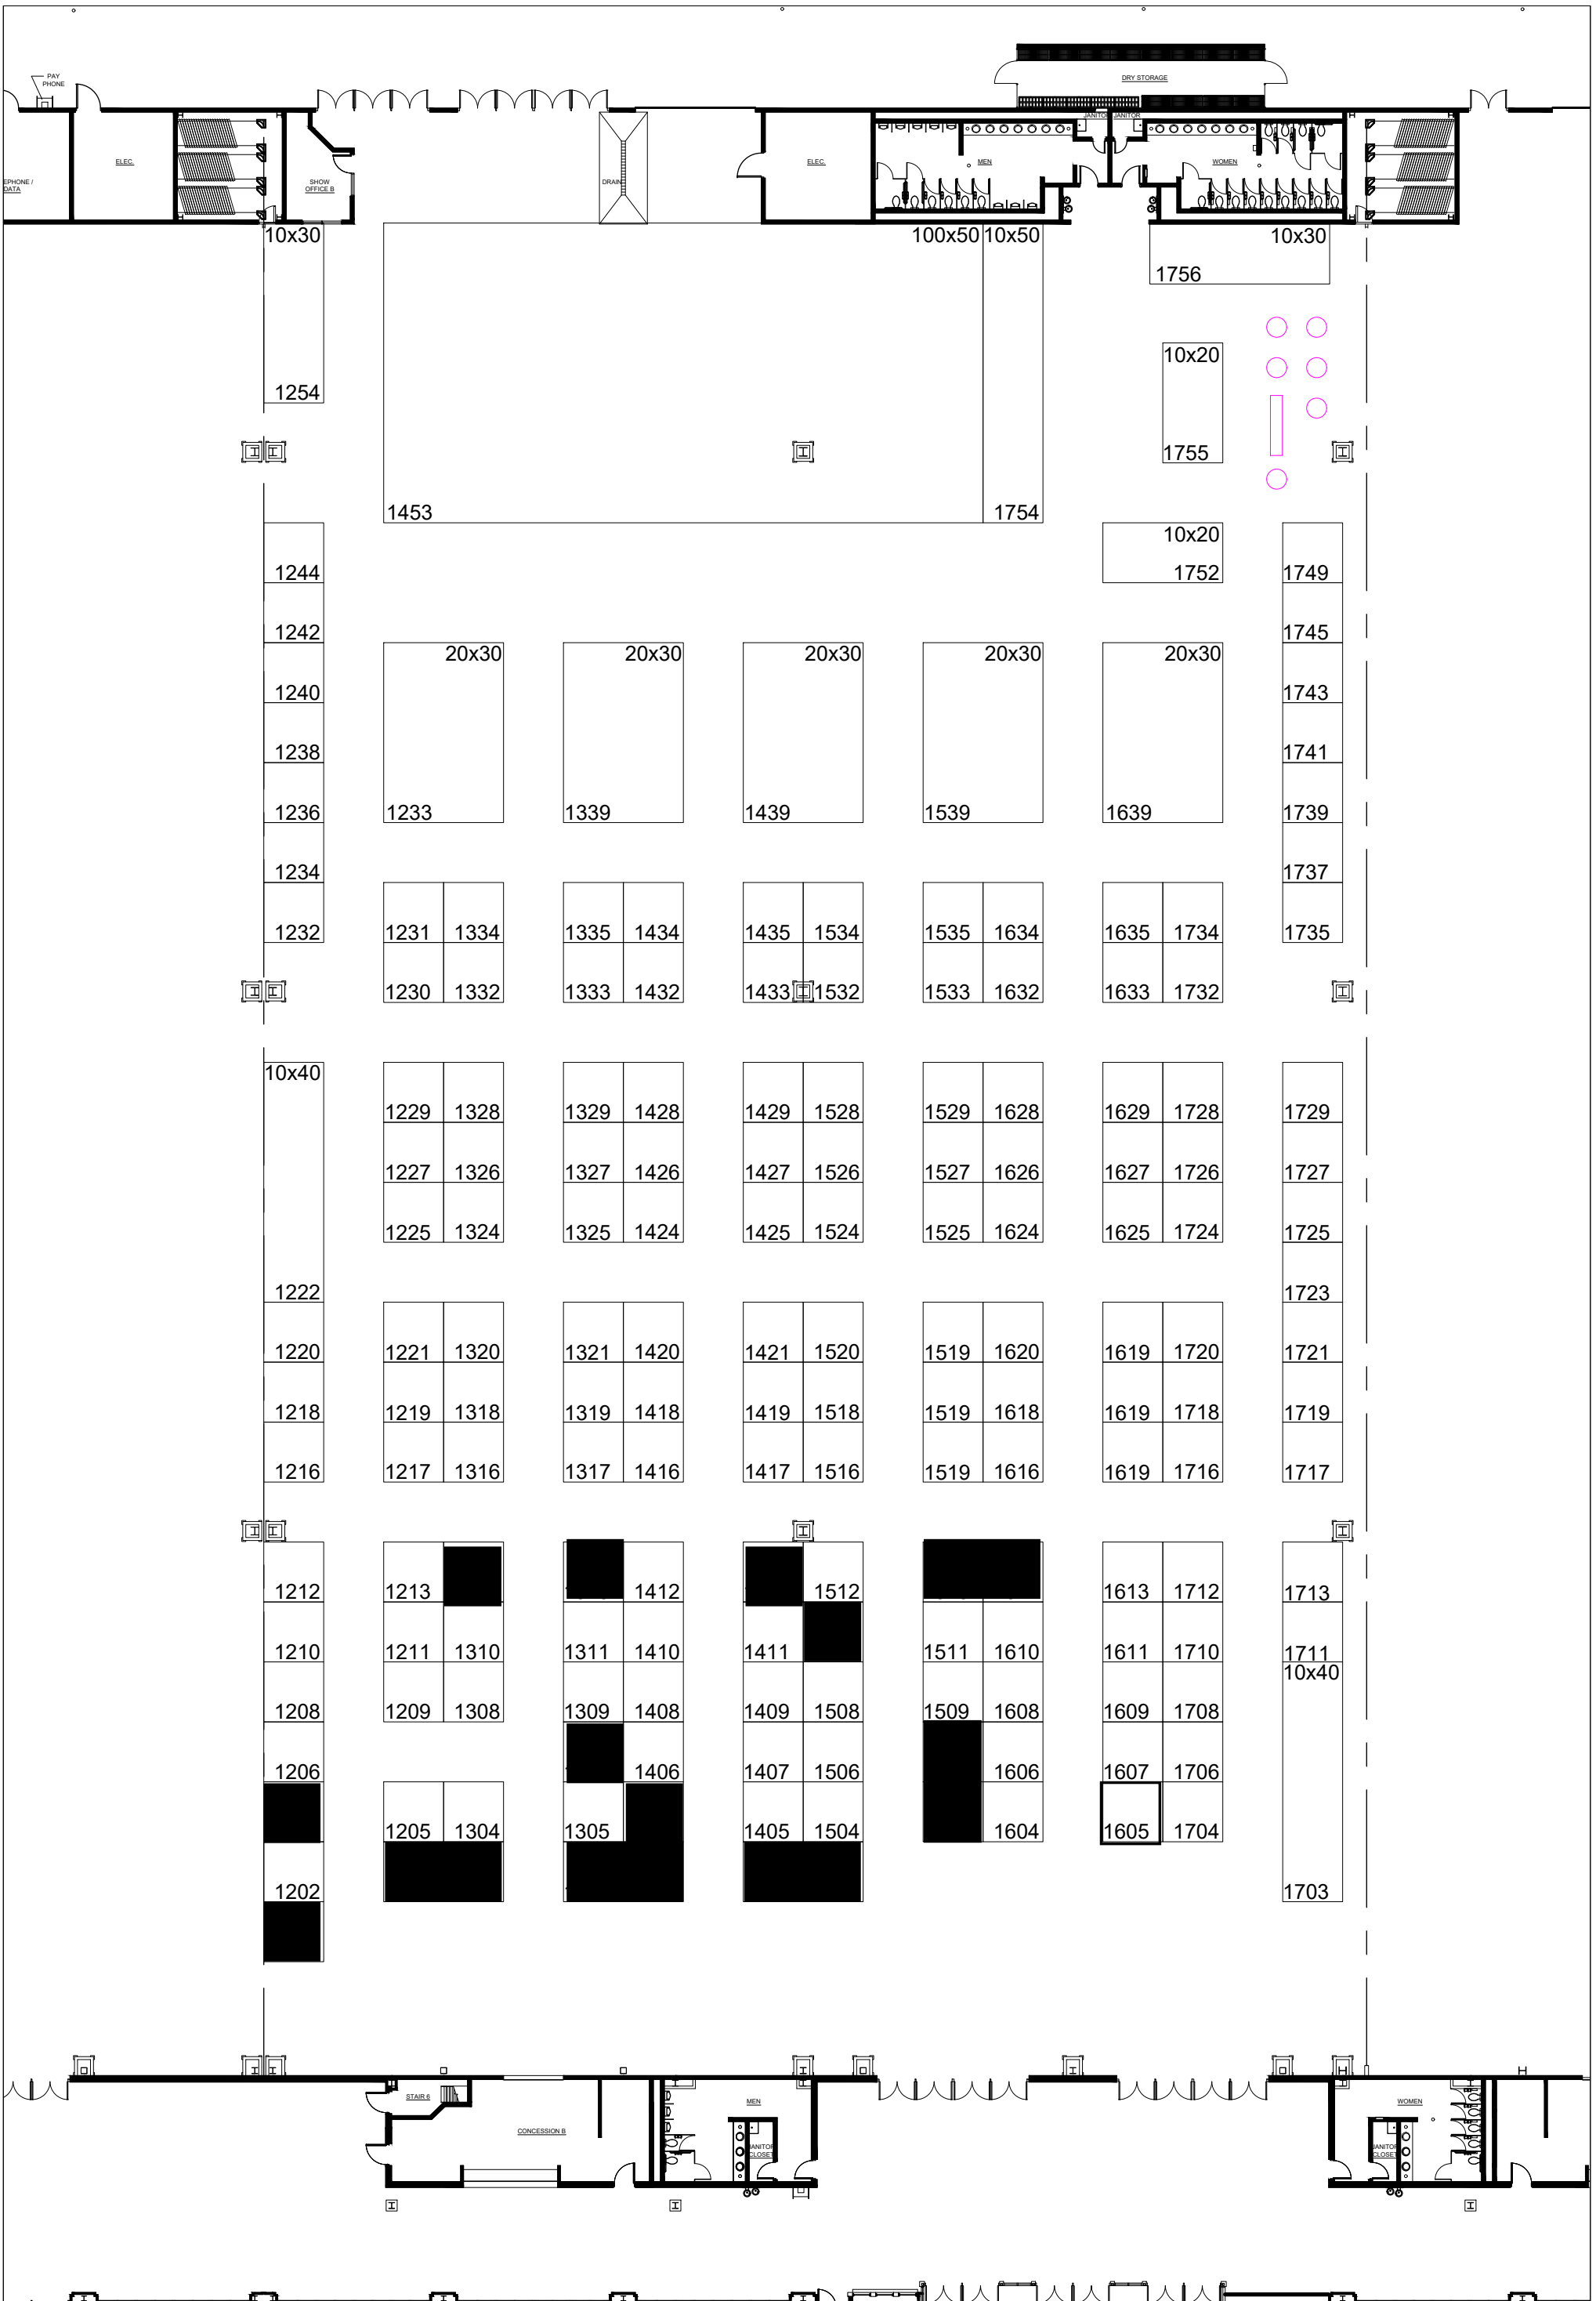 PAY
PHONE
DRY STORAGE
JANITOR JANITOR
EPHONE /
DATA
ELEC.
SHOW
OFFICE B
DRAIN
ELEC.
MEN
WOMEN
10x30
100x50 10x50
10x30
1756
10x20
1254
1755
1453
1754
10x20
1244
1752
1749
1242
1745
20x30 20x30 20x30 20x30 20x30
1240
1743
1238
1741
1236 1233 1339 1439 1539 1639 1739
1234
1737
1232 1231 1334 1335 1434 1435 1534 1535 1634 1635 1734 1735
1230 1332 1333 1432 1433 1532 1533 1632 1633 1732
10x40
1229 1328 1329 1428 1429 1528 1529 1628 1629 1728 1729
1227 1326 1327 1426 1427 1526 1527 1626 1627 1726 1727
1225 1324 1325 1424 1425 1524 1525 1624 1625 1724 1725
1222 1723
1220 1221 1320 1321 1420 1421 1520 1519 1620 1619 1720 1721
1218 1219 1318 1319 1418 1419 1518 1519 1618 1619 1718 1719
1216 1217 1316 1317 1416 1417 1516 1519 1616 1619 1716 1717
1212 1213 1412 1512 1613 1712 1713
1210 1211 1310 1311 1410 1411 1511 1610 1611 1710 1711
10x40
1208 1209 1308 1309 1408 1409 1508 1509 1608 1609 1708
1206 1406 1407 1506 1606 1607 1706
1205 1304 1305 1405 1504 1604 1605 1704
1202 1703
STAIR 6
MEN
WOMEN
CONCESSION B
JANITOR
CLOSET
JANITOR
CLOSET